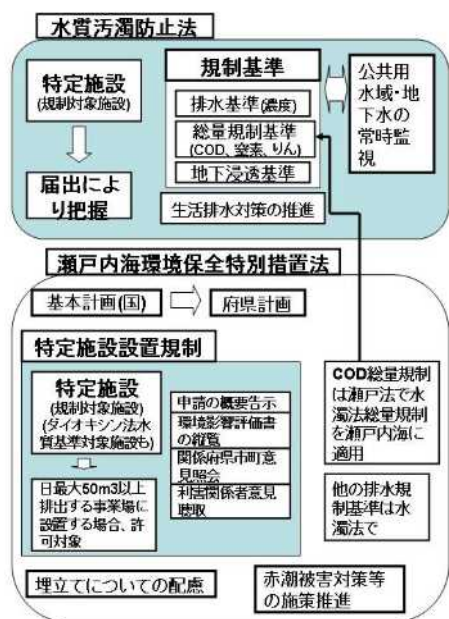 水質汚濁防止法
特定施設
(規制対象施設)
届出によ
り把握
規制基準
排水基準(濃度)
総量規制基準
(COD、窒素、りん)
地下浸透基準
生活排水対策の推進
公共用
水域・地
下水の
常時監
視
瀬戸内海環境保全特別措置法
基本計画(国)
府県計画
特定施設設置規制
特定施設
(規制対象施設)
(ダイオキシン法水
質基準対象施設も)
日最大50m3以上
排出する事業場に
設置する場合、許
可対象
申請の概要告示
環境影響評価書
の縦覧
関係府県市町意
見照会
利害関係者意見
聴取
COD総量規制
は瀬戸法で水
濁法総量規制
を瀬戸内海に
適用
他の排水規
制基準は水
濁法で
埋立てについての配慮
赤潮被害対策等
の施策推進